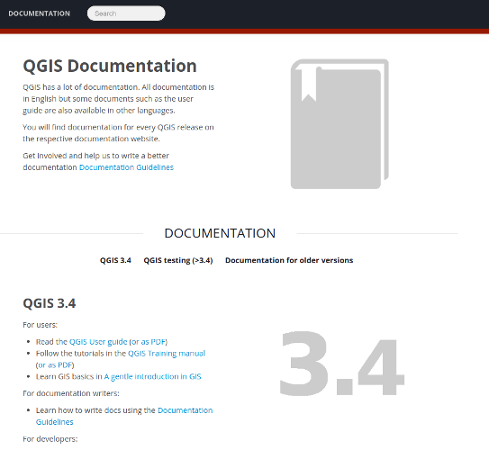 DOCUMENTATION
Search
QGIS Documentation
QGIS has a lot of documentation. All documentation is
in English but some documents such as the user
guide are also available in other languages.
You will find documentation for every QGIS release on
the respective documentation website.
Get involved and help us to write a better
documentation Documentation Guidelines
DOCUMENTATION
QGIS 3.4 QGIS testing (>3.4) Documentation for older versions
QGIS 3.4
3.4
For users:
Read the QGIS User guide (or as PDF)
Follow the tutorials in the QGIS Training manual
(or as PDF)
Learn GIS basics in A gentle introduction in GIS
For documentation writers:
Learn how to write docs using the Documentation
Guidelines
For developers: